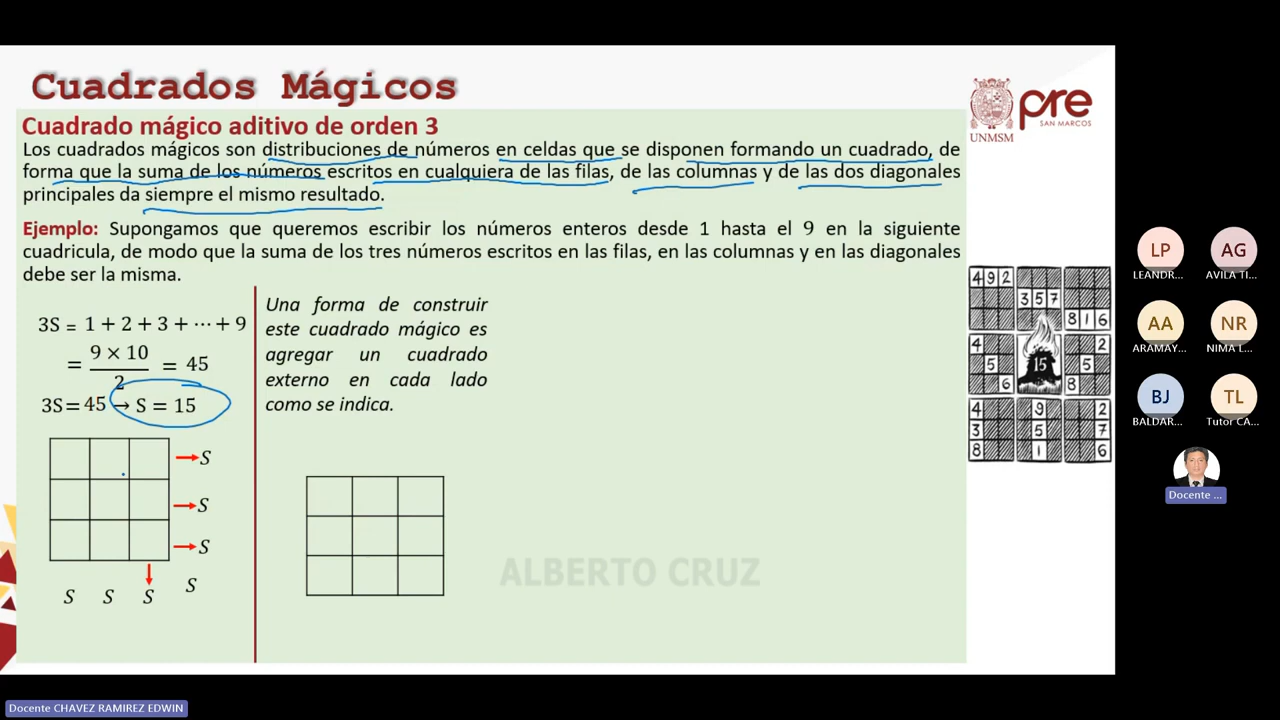 Cuadrados Mágicos
Cuadrado mágico aditivo de orden 3
Los cuadrados mágicos son distribuciones de números en celdas que se disponen formando un cuadrado, de
forma que la suma de los números escritos en cualquiera de las filas, de las columnas y de las dos diagonales
principales da siempre el mismo resultado.
Ejemplo: Supongamos que queremos escribir los números enteros desde 1 hasta el 9 en la siguiente
cuadricula, de modo que la suma de los tres números escritos en las filas, en las columnas y en las diagonales
debe ser la misma.
3S = 1 + 2 + 3 + ⋯ + 9
= 9 × 10 / 2 = 45
3S = 45 → S = 15
S
S
S
S S S S
Una forma de construir
este cuadrado mágico es
agregar un cuadrado
externo en cada lado
como se indica.
ALBERTO CRUZ
UNMSM
pre
SAN MARCOS
4 9 2
3 5 7
8 1 6
4 2
5 15 5
6 8
4 9 2
3 5 7
8 1 6
LP AG
LEANDR... AVILA TI...
AA NR
ARAMAY... NIMA L...
BJ TL
BALDAR... Tutor CA...
Docente ...
Docente CHAVEZ RAMIREZ EDWIN